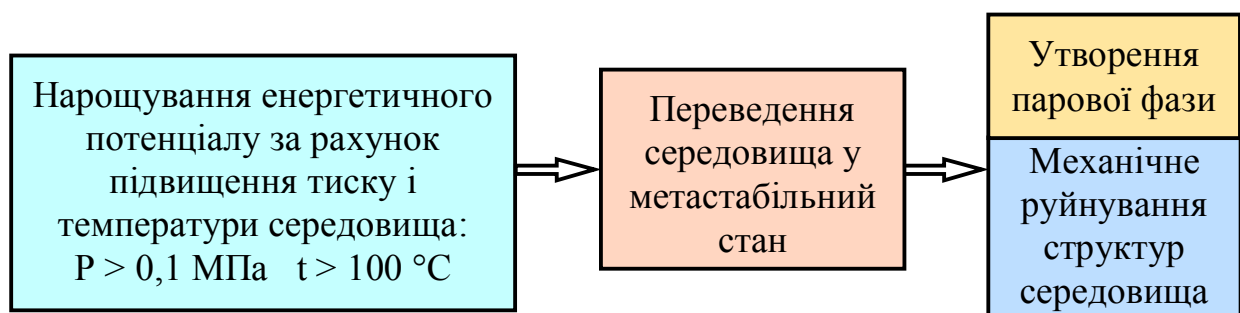 Нарощування енергетичного
потенціалу за рахунок
підвищення тиску і
температури середовища:
P > 0,1 МПа t > 100 °С
Переведення
середовища у
метастабільний
стан
Утворення
парової фази
Механічне
руйнування
структур
середовища